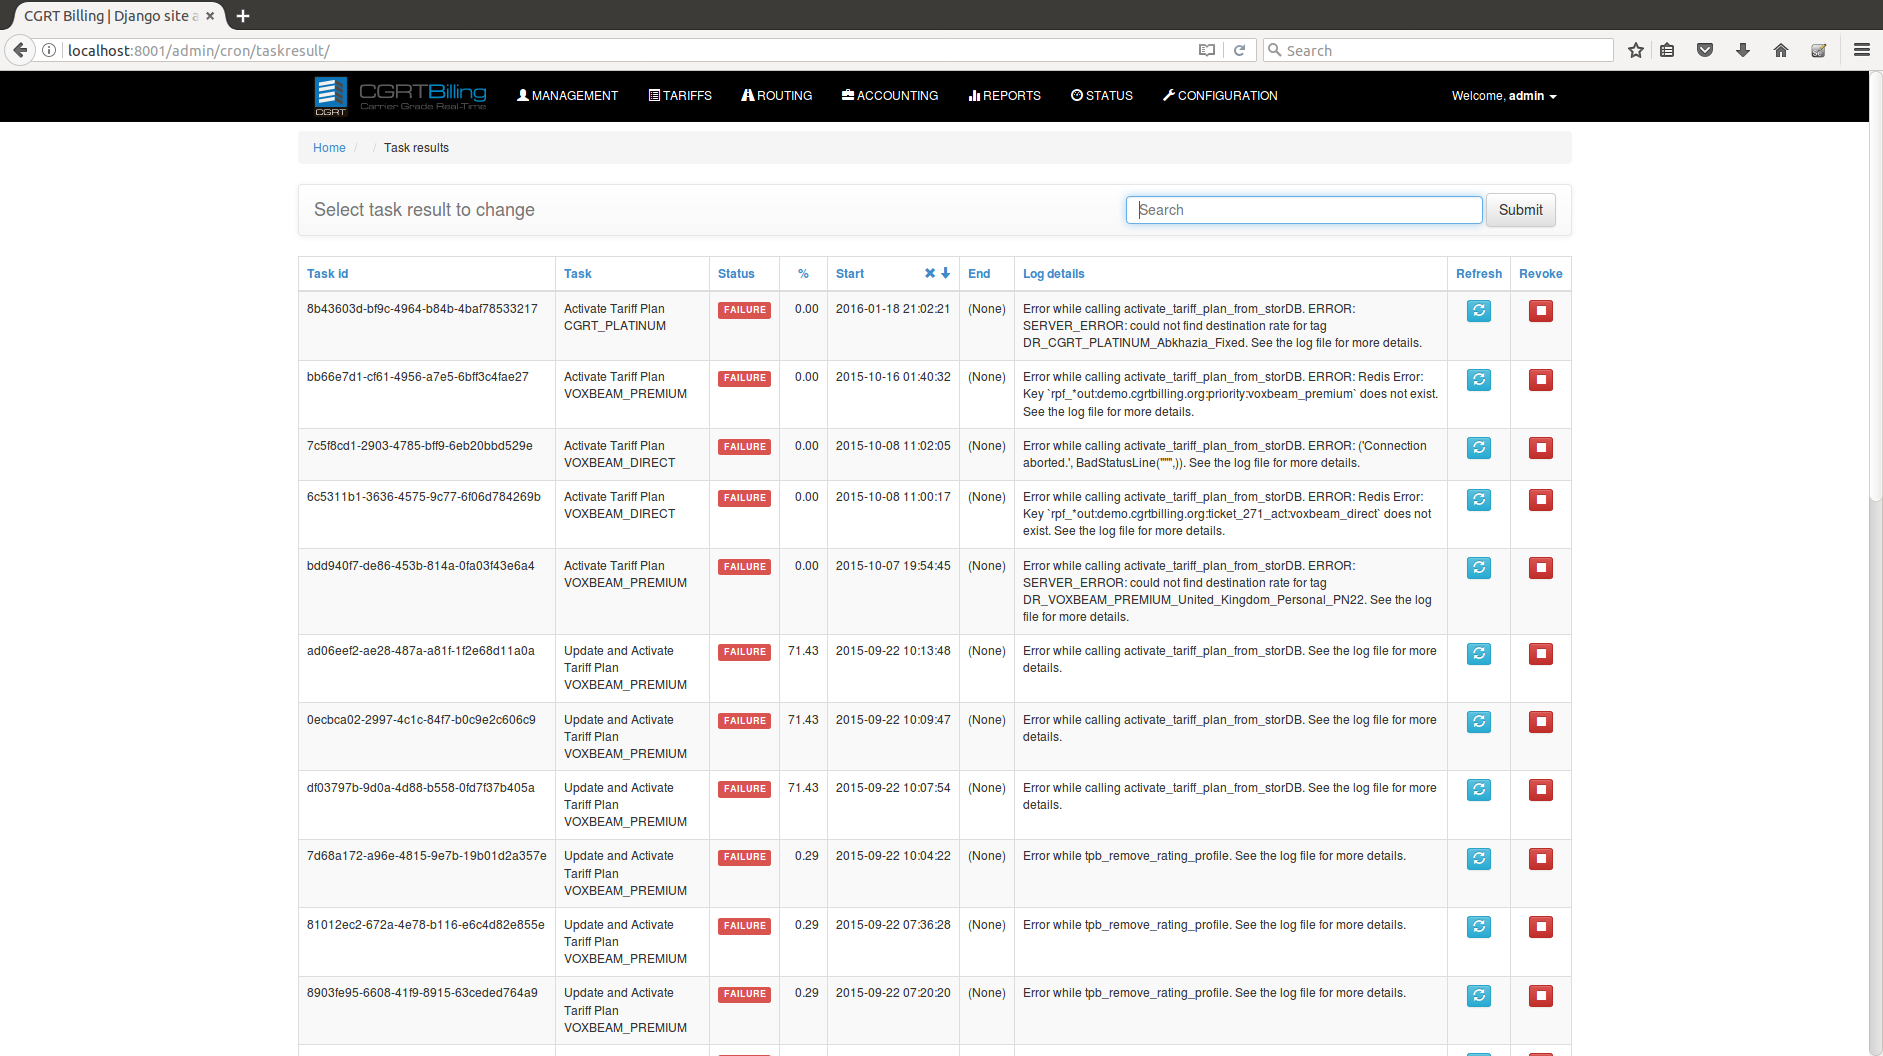 CGRT Billing | Django site a
localhost:8001/admin/cron/taskresult/
Search
CGRT
CGRTBilling
Carrier Grade Real-Time
MANAGEMENT
TARIFFS
ROUTING
ACCOUNTING
REPORTS
STATUS
CONFIGURATION
Welcome, admin
Home / / Task results
Select task result to change
Search
Submit
Task id Task Status % Start End Log details Refresh Revoke
8b43603d-bf9c-4964-b84b-4baf78533217
Activate Tariff Plan
CGRT_PLATINUM
FAILURE
0.00
2016-01-18 21:02:21
(None)
Error while calling activate_tariff_plan_from_storDB. ERROR:
SERVER_ERROR: could not find destination rate for tag
DR_CGRT_PLATINUM_Abkhazia_Fixed. See the log file for more details.
bb66e7d1-cf61-4956-a7e5-6bff3c4fae27
Activate Tariff Plan
VOXBEAM_PREMIUM
FAILURE
0.00
2015-10-16 01:40:32
(None)
Error while calling activate_tariff_plan_from_storDB. ERROR: Redis Error:
Key `rpf_*out:demo.cgrtbilling.org:priority:voxbeam_premium` does not exist.
See the log file for more details.
7c5f8cd1-2903-4785-bff9-6eb20bbd529e
Activate Tariff Plan
VOXBEAM_DIRECT
FAILURE
0.00
2015-10-08 11:02:05
(None)
Error while calling activate_tariff_plan_from_storDB. ERROR: ('Connection
aborted.', BadStatusLine("''",)). See the log file for more details.
6c5311b1-3636-4575-9c77-6f06d784269b
Activate Tariff Plan
VOXBEAM_DIRECT
FAILURE
0.00
2015-10-08 11:00:17
(None)
Error while calling activate_tariff_plan_from_storDB. ERROR: Redis Error:
Key `rpf_*out:demo.cgrtbilling.org:ticket_271_act:voxbeam_direct` does not
exist. See the log file for more details.
bdd940f7-de86-453b-814a-0fa03f43e6a4
Activate Tariff Plan
VOXBEAM_PREMIUM
FAILURE
0.00
2015-10-07 19:54:45
(None)
Error while calling activate_tariff_plan_from_storDB. ERROR:
SERVER_ERROR: could not find destination rate for tag
DR_VOXBEAM_PREMIUM_United_Kingdom_Personal_PN22. See the log
file for more details.
ad06eef2-ae28-487a-a81f-1f2e68d11a0a
Update and Activate
Tariff Plan
VOXBEAM_PREMIUM
FAILURE
71.43
2015-09-22 10:13:48
(None)
Error while calling activate_tariff_plan_from_storDB. See the log file for more
details.
0ecbca02-2997-4c1c-84f7-b0c9e2c606c9
Update and Activate
Tariff Plan
VOXBEAM_PREMIUM
FAILURE
71.43
2015-09-22 10:09:47
(None)
Error while calling activate_tariff_plan_from_storDB. See the log file for more
details.
df03797b-9d0a-4d88-b558-0fd7f37b405a
Update and Activate
Tariff Plan
VOXBEAM_PREMIUM
FAILURE
71.43
2015-09-22 10:07:54
(None)
Error while calling activate_tariff_plan_from_storDB. See the log file for more
details.
7d68a172-a96e-4815-9e7b-19b01d2a357e
Update and Activate
Tariff Plan
VOXBEAM_PREMIUM
FAILURE
0.29
2015-09-22 10:04:22
(None)
Error while tpb_remove_rating_profile. See the log file for more details.
81012ec2-672a-4e78-b116-e6c4d82e855e
Update and Activate
Tariff Plan
VOXBEAM_PREMIUM
FAILURE
0.29
2015-09-22 07:36:28
(None)
Error while tpb_remove_rating_profile. See the log file for more details.
8903fe95-6608-41f9-8915-63ceded764a9
Update and Activate
Tariff Plan
VOXBEAM_PREMIUM
FAILURE
0.29
2015-09-22 07:20:20
(None)
Error while tpb_remove_rating_profile. See the log file for more details.